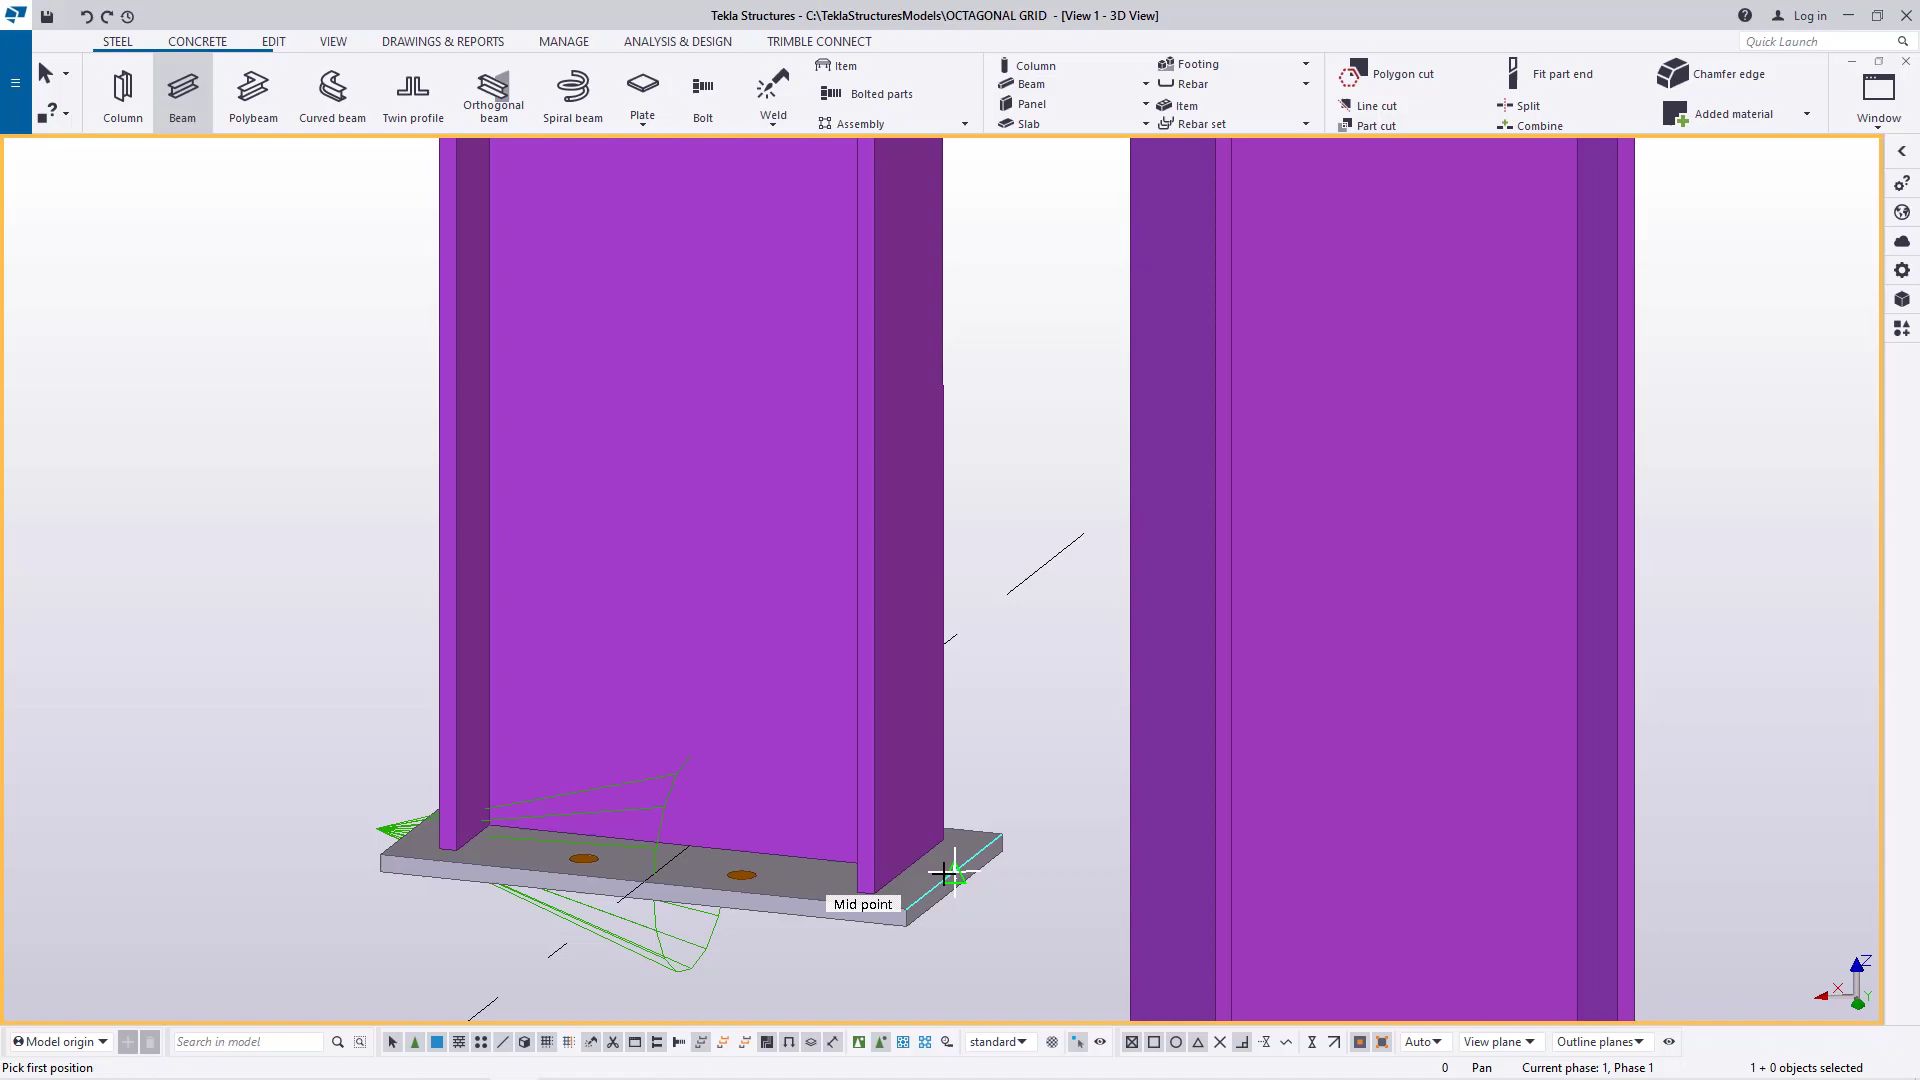 Tekla Structures - C:\TeklaStructuresModels\OCTAGONAL GRID - [View 1 - 3D View]
Log in
STEEL CONCRETE EDIT VIEW DRAWINGS & REPORTS MANAGE ANALYSIS & DESIGN TRIMBLE CONNECT
Quick Launch
Column
Beam
Polybeam
Curved beam
Twin profile
Orthogonal
beam
Spiral beam
Plate
Bolt
Weld
Item
Bolted parts
Assembly
Column
Beam
Panel
Slab
Footing
Rebar
Item
Rebar set
Polygon cut
Line cut
Part cut
Fit part end
Split
Combine
Chamfer edge
Added material
Window
Mid point
Z
X
Y
Model origin
Search in model
standard
Auto
View plane
Outline planes
Pick first position
0
Pan
Current phase: 1, Phase 1
1 + 0 objects selected